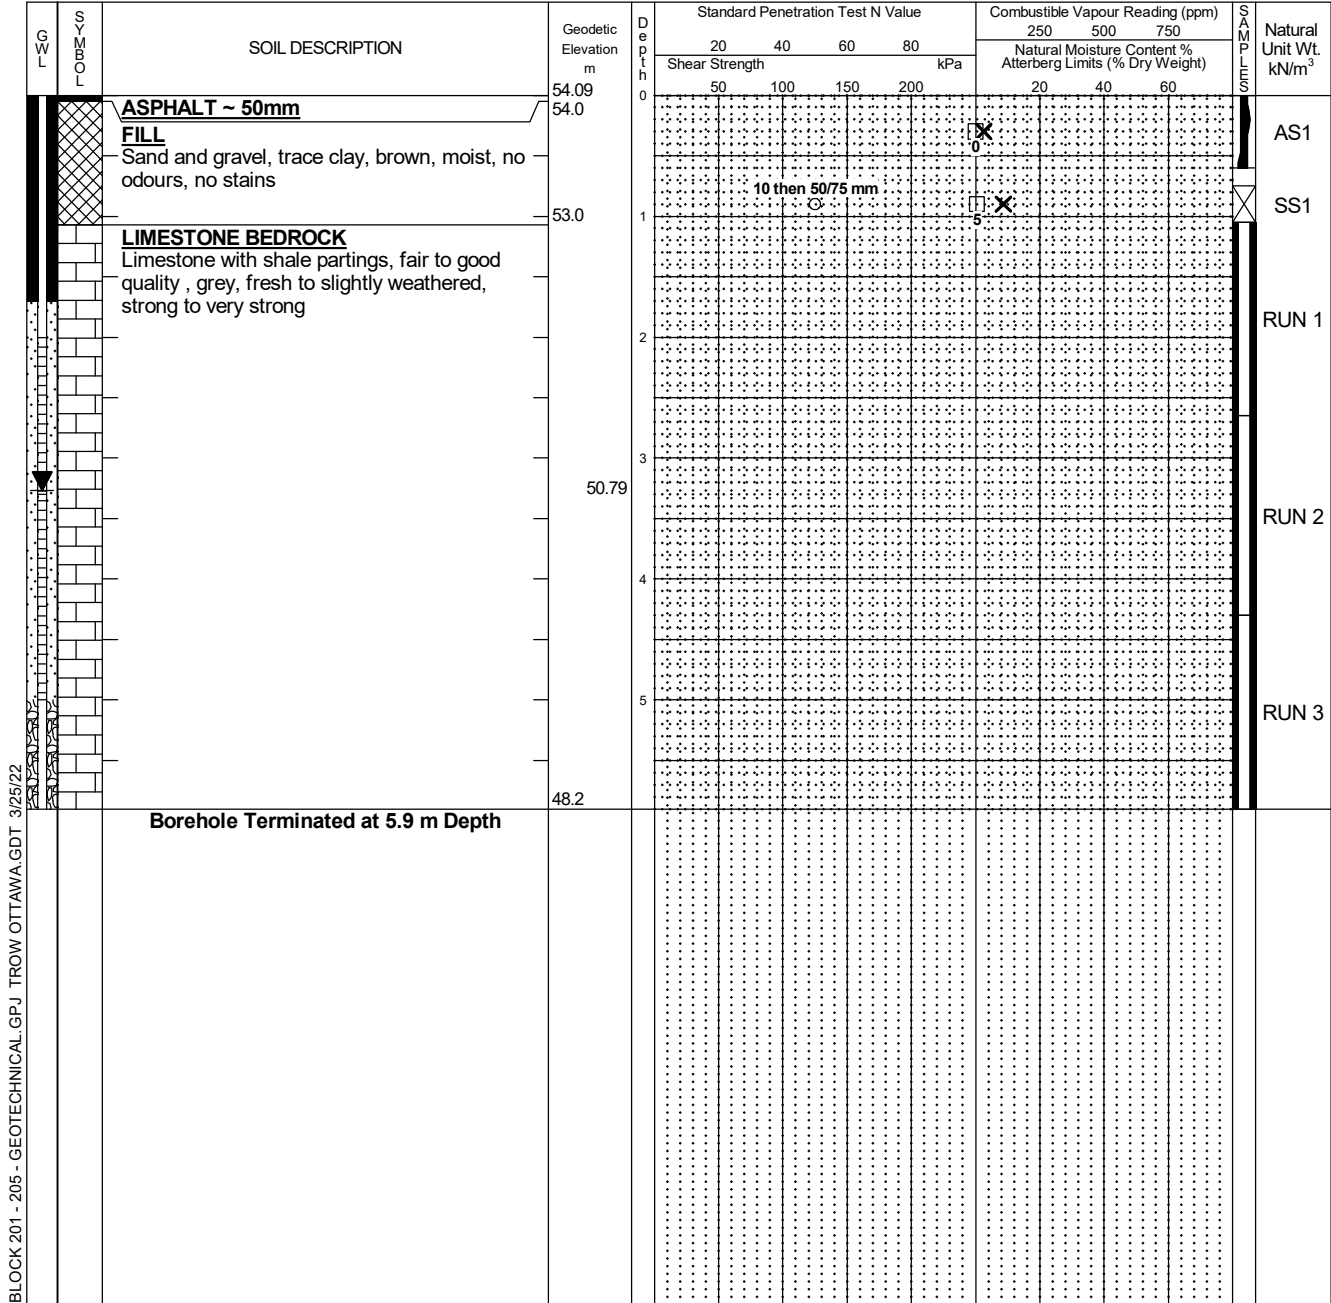 GWL
SYMBOL
SOIL DESCRIPTION
Geodetic
Elevation
m
Depth
Standard Penetration Test N Value
20 40 60 80
Shear Strength kPa
50 100 150 200
Combustible Vapour Reading (ppm)
250 500 750
Natural Moisture Content %
Atterberg Limits (% Dry Weight)
20 40 60
SAMPLES
Natural
Unit Wt.
kN/m³
54.09
0
ASPHALT ~ 50mm
54.0
FILL
Sand and gravel, trace clay, brown, moist, no
odours, no stains
0
AS1
10 then 50/75 mm
5
SS1
53.0
1
LIMESTONE BEDROCK
Limestone with shale partings, fair to good
quality , grey, fresh to slightly weathered,
strong to very strong
RUN 1
2
3
50.79
RUN 2
4
5
RUN 3
48.2
Borehole Terminated at 5.9 m Depth
BLOCK 201 - 205 - GEOTECHNICAL.GPJ TROW OTTAWA.GDT 3/25/22